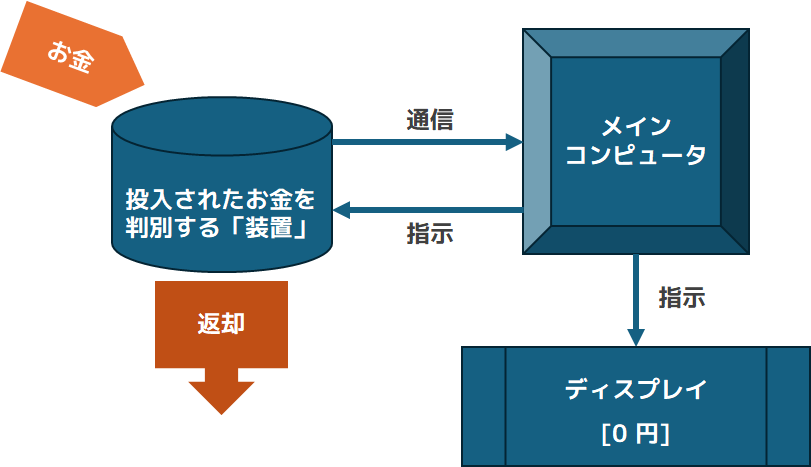 お金
通信
メイン
コンピュータ
投入されたお金を
判別する「装置」
指示
返却
指示
ディスプレイ
[0 円]